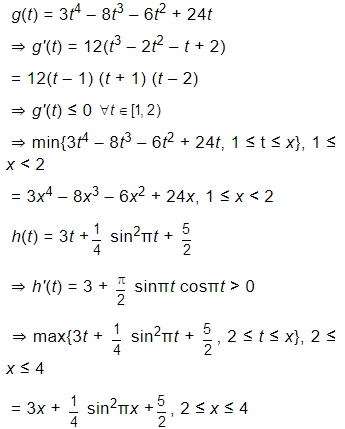 g(t) = 3t⁴ – 8t³ – 6t² + 24t
⇒ g'(t) = 12(t³ – 2t² – t + 2)
= 12(t – 1) (t + 1) (t – 2)
⇒ g'(t) ≤ 0 ∀t ∈ [1, 2)
⇒ min{3t⁴ – 8t³ – 6t² + 24t, 1 ≤ t ≤ x}, 1 ≤
x < 2
= 3x⁴ – 8x³ – 6x² + 24x, 1 ≤ x < 2
h(t) = 3t + 1/4 sin²πt + 5/2
⇒ h'(t) = 3 + π/2 sinπt cosπt > 0
⇒ max{3t + 1/4 sin²πt + 5/2, 2 ≤ t ≤ x}, 2 ≤
x ≤ 4
= 3x + 1/4 sin²πx + 5/2, 2 ≤ x ≤ 4